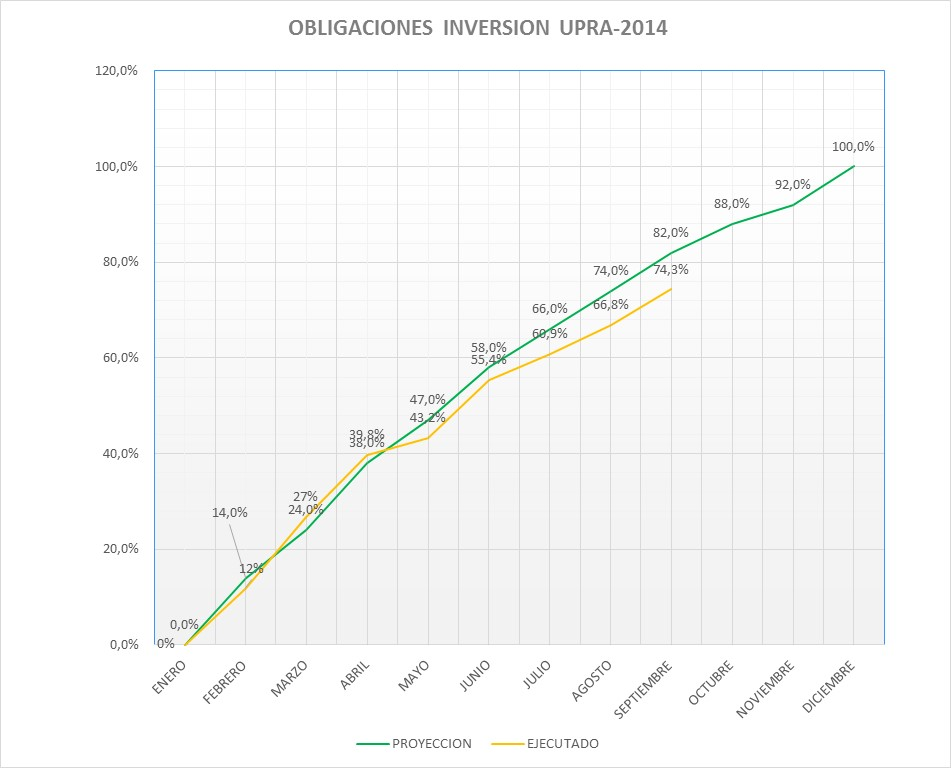 OBLIGACIONES INVERSION UPRA-2014
120,0%
100,0%
80,0%
60,0%
40,0%
20,0%
0,0%
0%
0,0%
14,0%
12%
27%
24,0%
39,8%
38,0%
47,0%
43,2%
58,0%
55,4%
66,0%
60,9%
74,0%
66,8%
82,0%
74,3%
88,0%
92,0%
100,0%
ENERO
FEBRERO
MARZO
ABRIL
MAYO
JUNIO
JULIO
AGOSTO
SEPTIEMBRE
OCTUBRE
NOVIEMBRE
DICIEMBRE
PROYECCION EJECUTADO